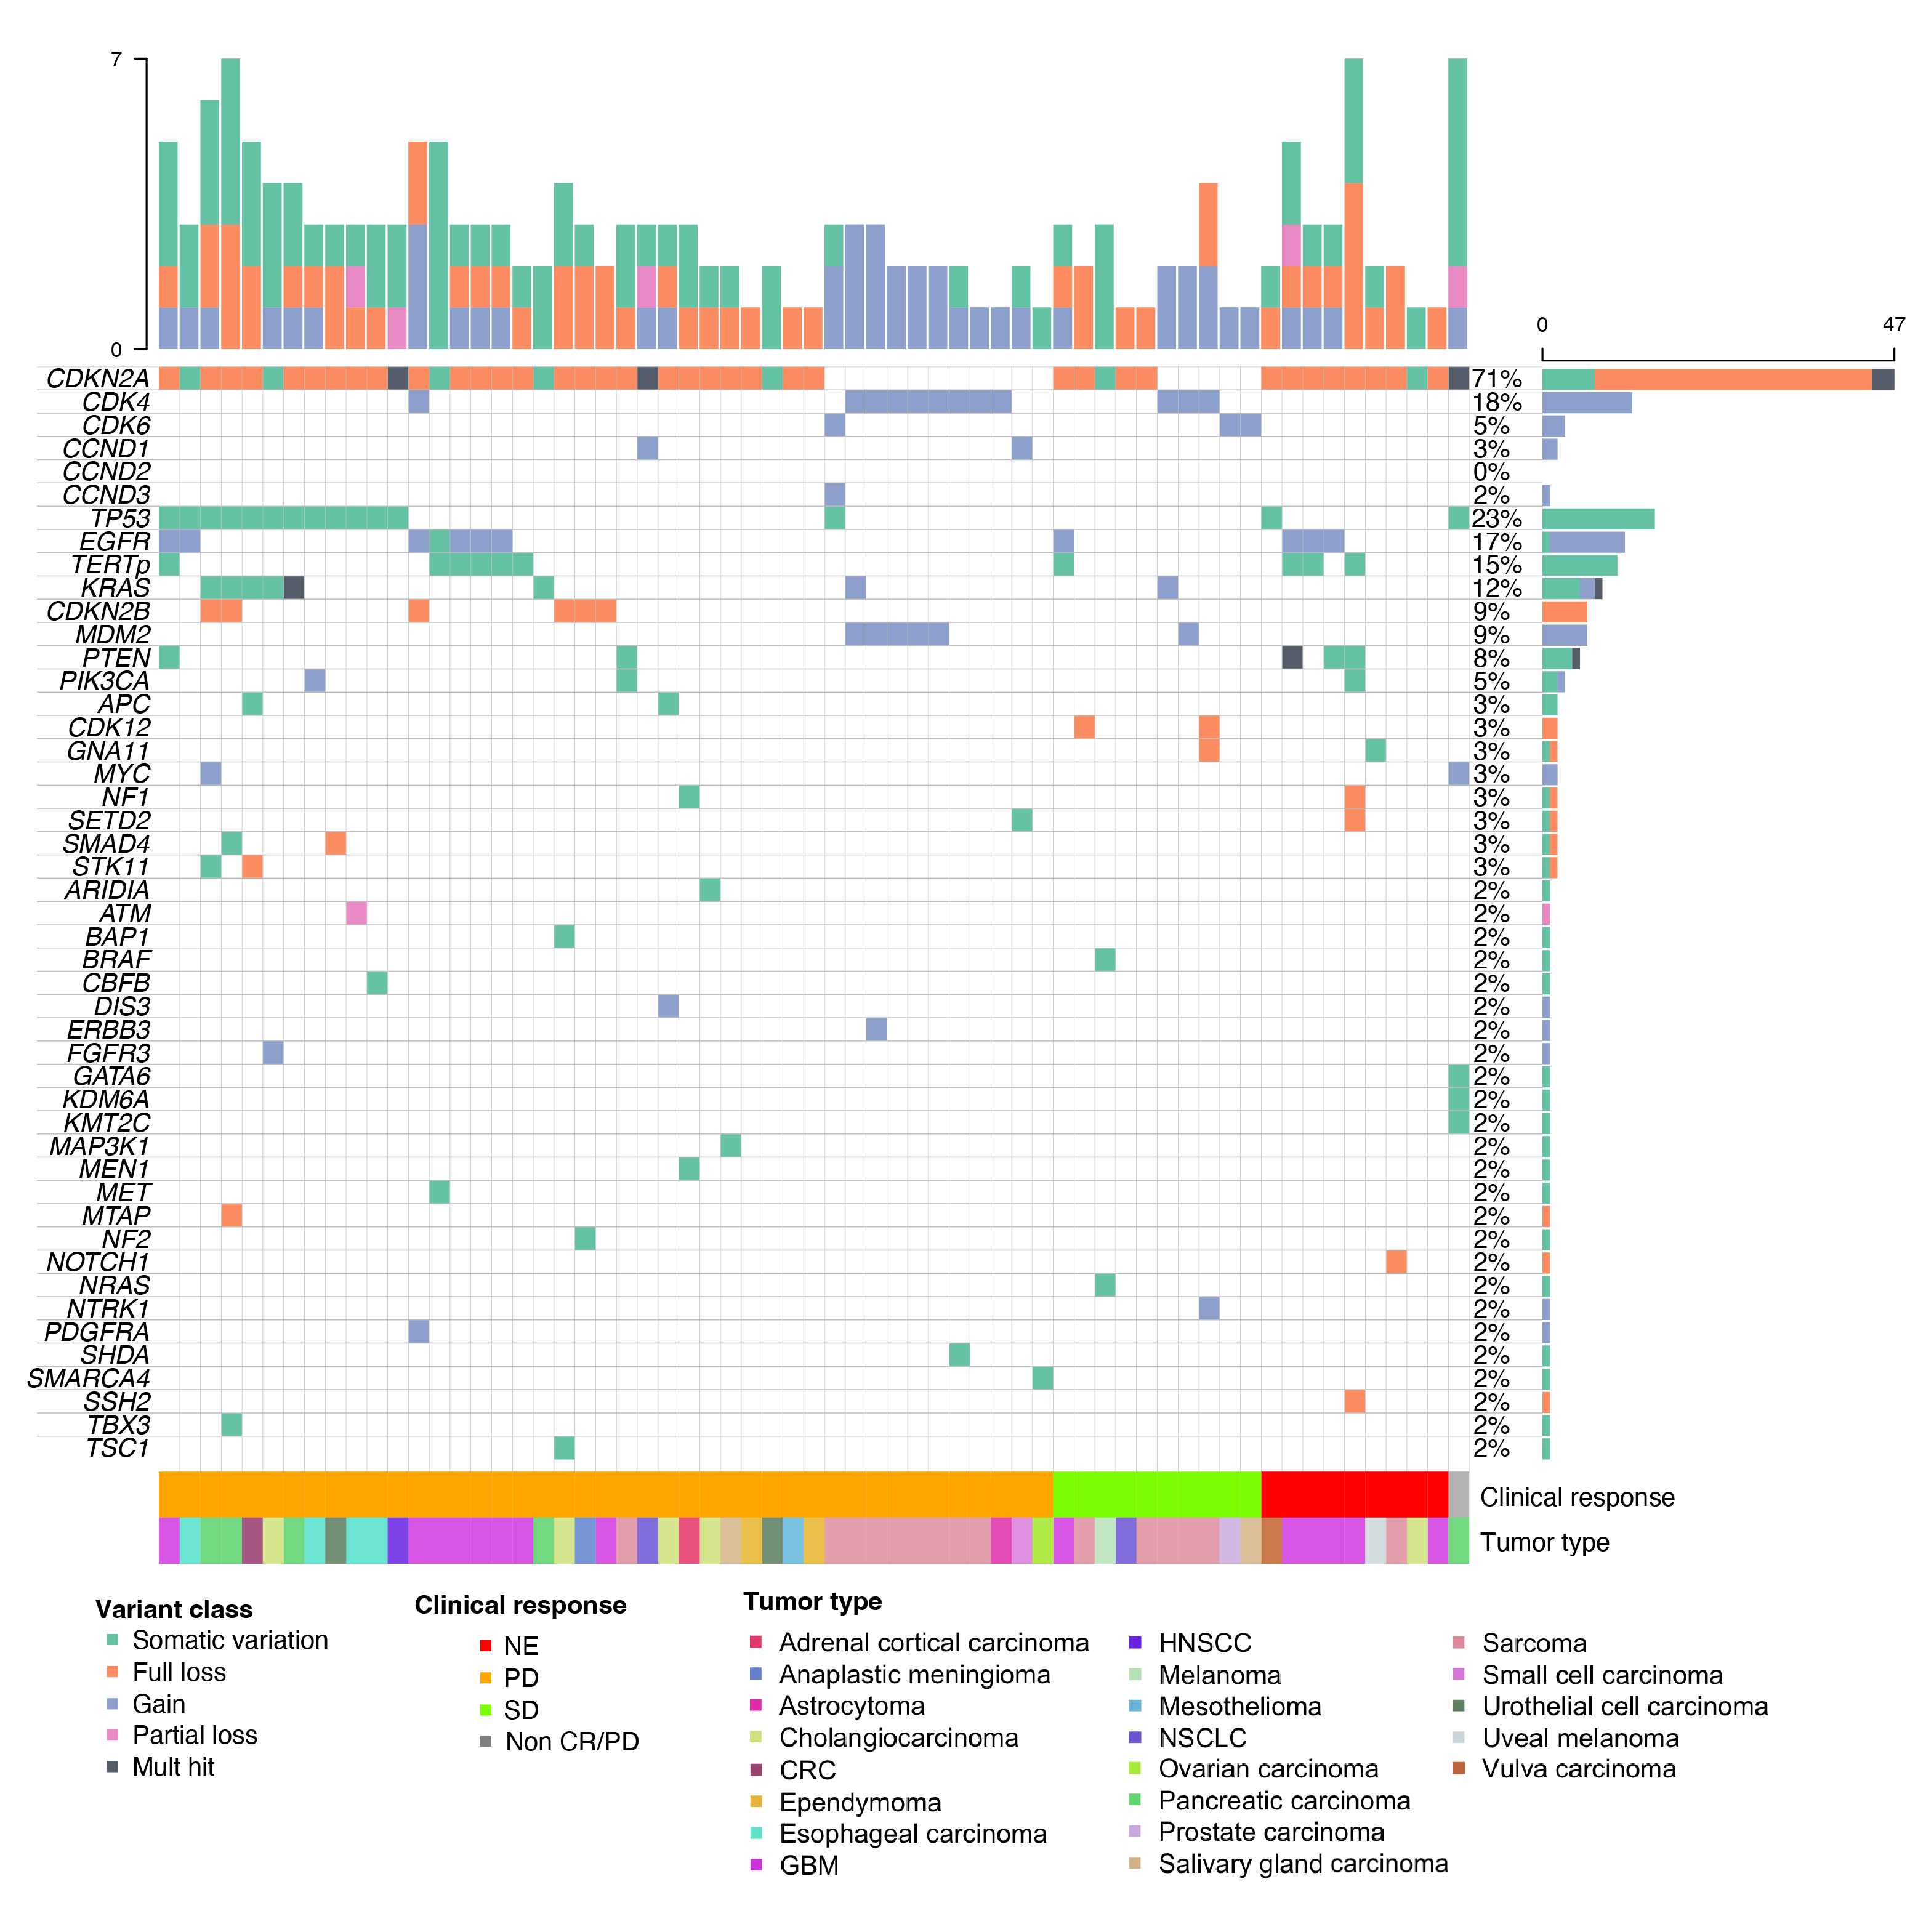 7
0
0 47
CDKN2A 71%
CDK4 18%
CDK6 5%
CCND1 3%
CCND2 0%
CCND3 2%
TP53 23%
EGFR 17%
TERTp 15%
KRAS 12%
CDKN2B 9%
MDM2 9%
PTEN 8%
PIK3CA 5%
APC 3%
CDK12 3%
GNA11 3%
MYC 3%
NF1 3%
SETD2 3%
SMAD4 3%
STK11 3%
ARIDIA 2%
ATM 2%
BAP1 2%
BRAF 2%
CBFB 2%
DIS3 2%
ERBB3 2%
FGFR3 2%
GATA6 2%
KDM6A 2%
KMT2C 2%
MAP3K1 2%
MEN1 2%
MET 2%
MTAP 2%
NF2 2%
NOTCH1 2%
NRAS 2%
NTRK1 2%
PDGFRA 2%
SHDA 2%
SMARCA4 2%
SSH2 2%
TBX3 2%
TSC1 2%
Clinical response
Tumor type
Variant class
Somatic variation
Full loss
Gain
Partial loss
Mult hit
Clinical response
NE
PD
SD
Non CR/PD
Tumor type
Adrenal cortical carcinoma
Anaplastic meningioma
Astrocytoma
Cholangiocarcinoma
CRC
Ependymoma
Esophageal carcinoma
GBM
HNSCC
Melanoma
Mesothelioma
NSCLC
Ovarian carcinoma
Pancreatic carcinoma
Prostate carcinoma
Salivary gland carcinoma
Sarcoma
Small cell carcinoma
Urothelial cell carcinoma
Uveal melanoma
Vulva carcinoma